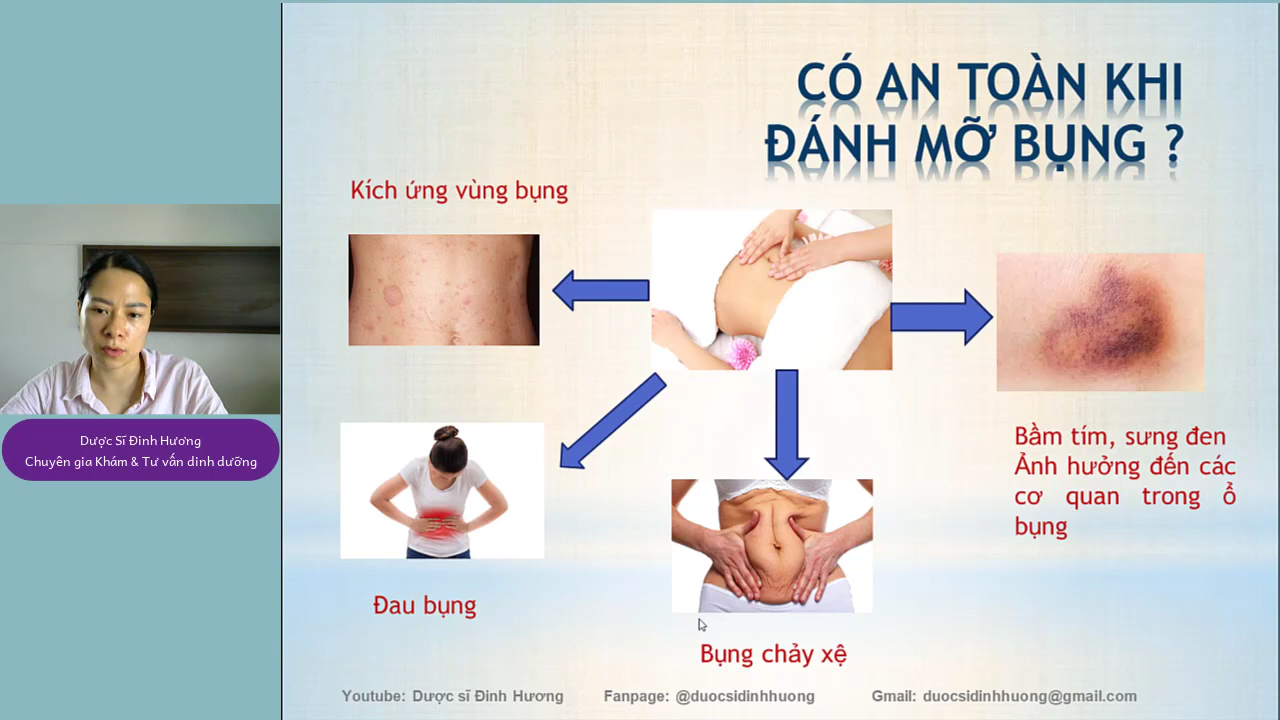 CÓ AN TOÀN KHI
ĐÁNH MỠ BỤNG ?
Kích ứng vùng bụng
Dược Sĩ Đinh Hương
Chuyên gia Khám & Tư vấn dinh dưỡng
Bầm tím, sưng đen
Ảnh hưởng đến các
cơ quan trong ổ
bụng
Đau bụng
Bụng chảy xệ
Youtube: Dược sĩ Đinh Hương Fanpage: @duocsidinhhuong Gmail: duocsidinhhuong@gmail.com